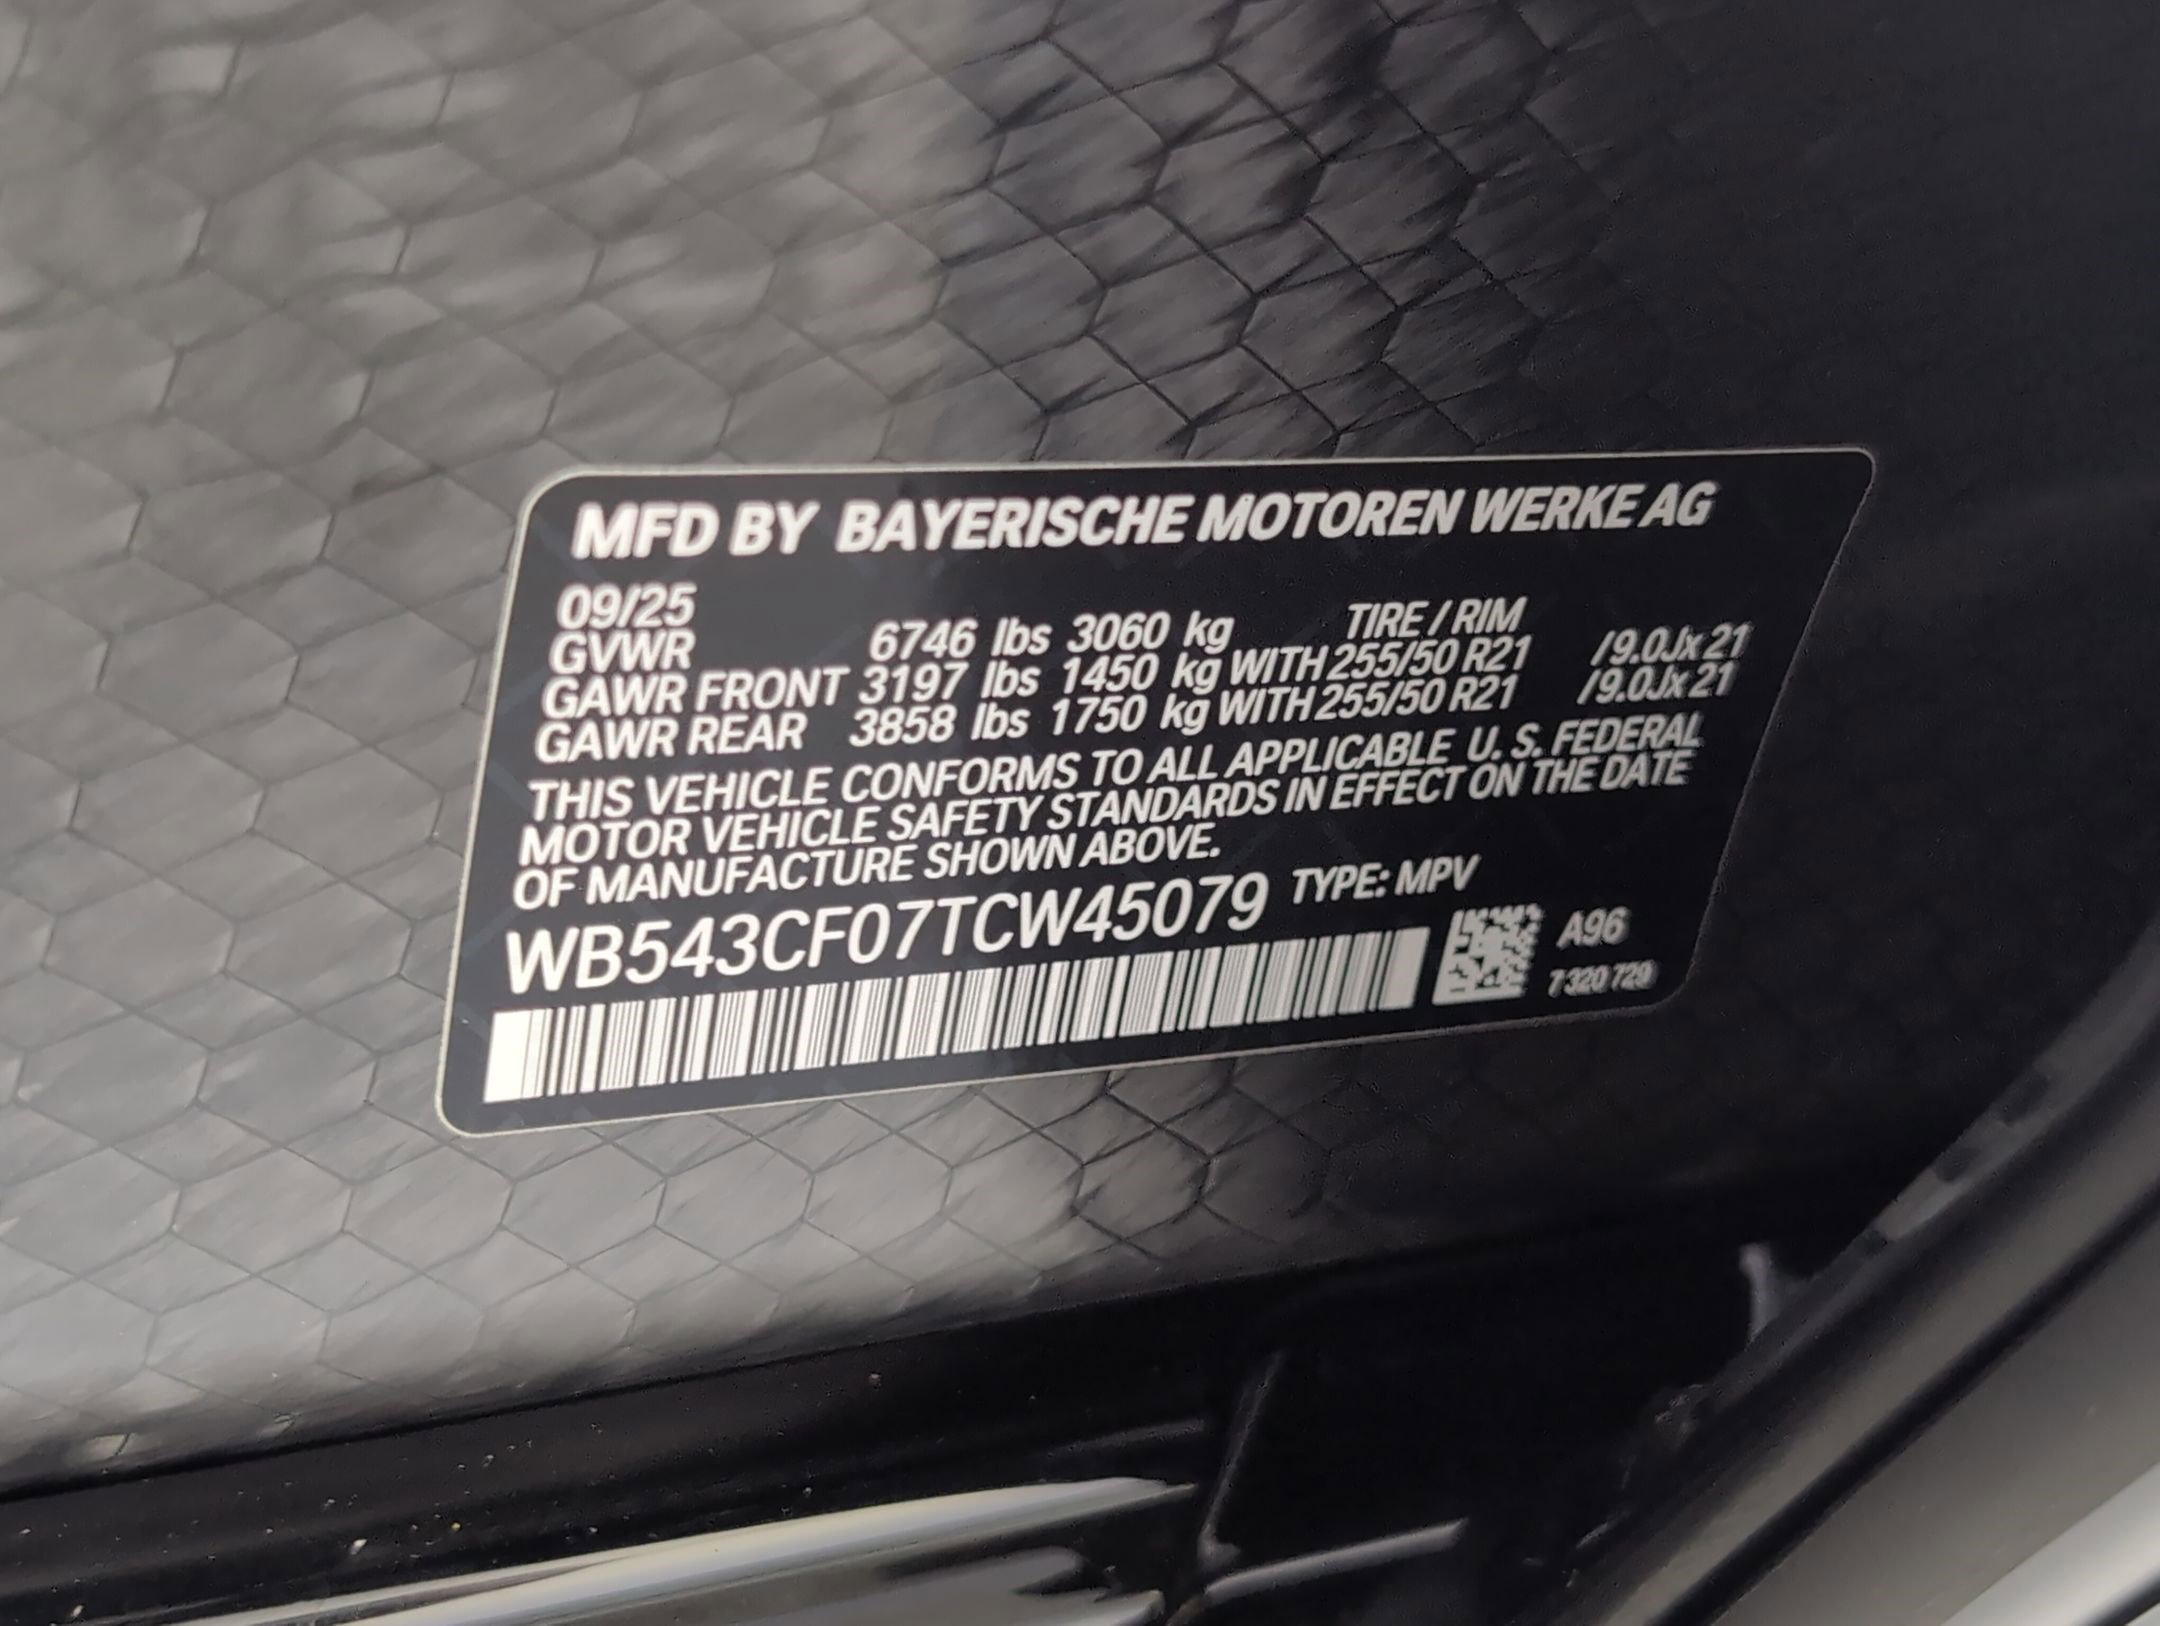 MFD BY BAYERISCHE MOTOREN WERKE AG
09/25
GVWR 6746 lbs 3060 kg TIRE / RIM
GAWR FRONT 3197 lbs 1450 kg WITH 255/50 R21 /9.0Jx21
GAWR REAR 3858 lbs 1750 kg WITH 255/50 R21 /9.0Jx21
THIS VEHICLE CONFORMS TO ALL APPLICABLE U. S. FEDERAL
MOTOR VEHICLE SAFETY STANDARDS IN EFFECT ON THE DATE
OF MANUFACTURE SHOWN ABOVE.
WB543CF07TCW45079 TYPE: MPV
A96
7 320 729